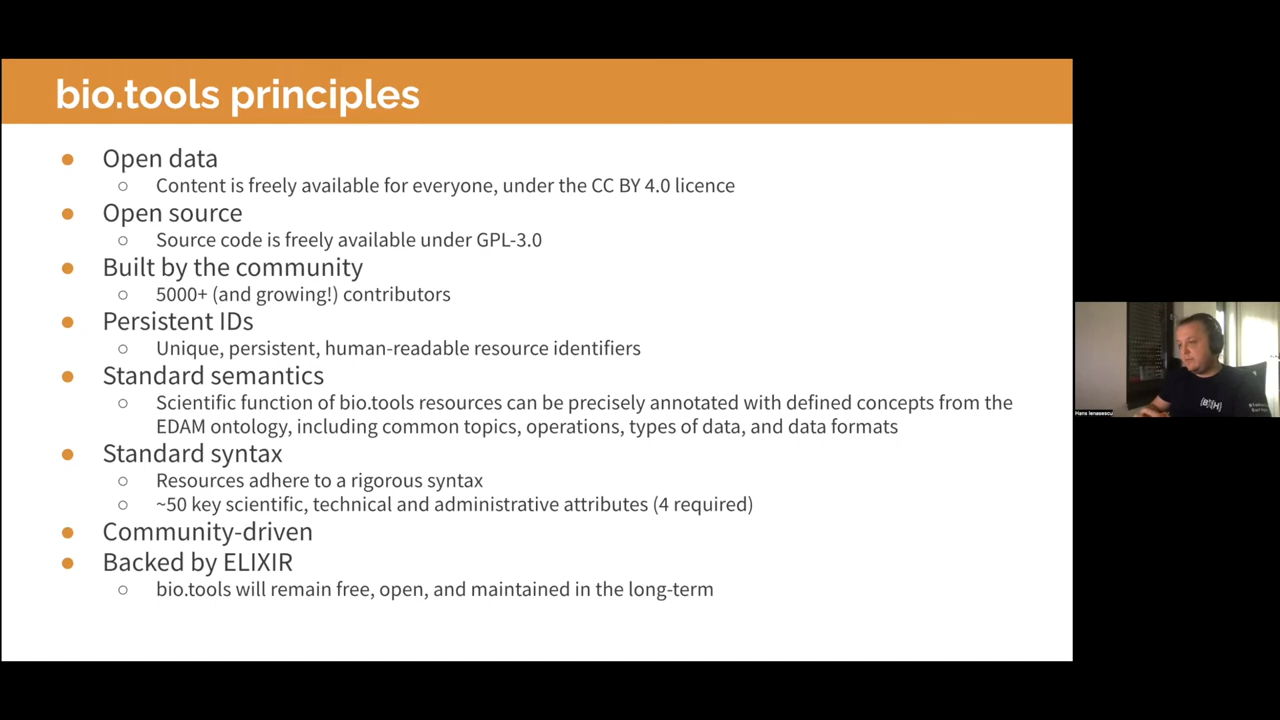 bio.tools principles
● Open data
○ Content is freely available for everyone, under the CC BY 4.0 licence
● Open source
○ Source code is freely available under GPL-3.0
● Built by the community
○ 5000+ (and growing!) contributors
● Persistent IDs
○ Unique, persistent, human-readable resource identifiers
● Standard semantics
○ Scientific function of bio.tools resources can be precisely annotated with defined concepts from the
EDAM ontology, including common topics, operations, types of data, and data formats
● Standard syntax
○ Resources adhere to a rigorous syntax
○ ~50 key scientific, technical and administrative attributes (4 required)
● Community-driven
● Backed by ELIXIR
○ bio.tools will remain free, open, and maintained in the long-term
Hans Ienasescu